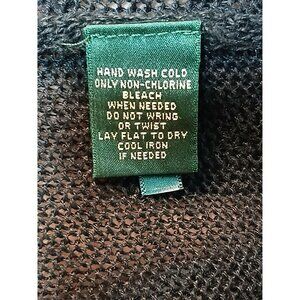 HAND WASH COLD
ONLY NON-CHLORINE
BLEACH
WHEN NEEDED
DO NOT WRING
OR TWIST
LAY FLAT TO DRY
COOL IRON
IF NEEDED